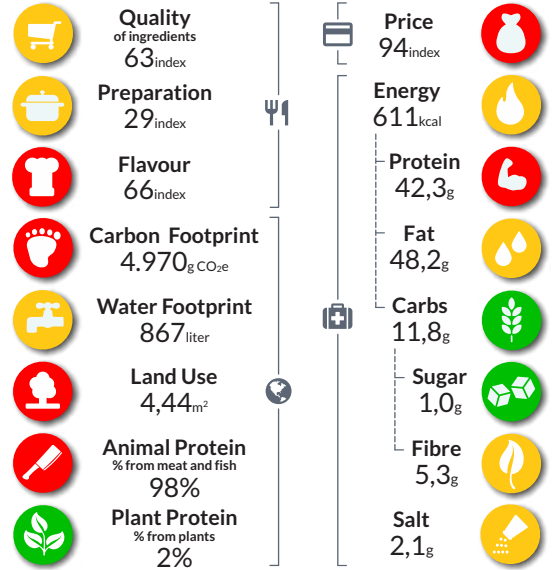 Quality
of ingredients
63index
Preparation
29index
Flavour
66index
Carbon Footprint
4.970g CO₂e
Water Footprint
867liter
Land Use
4,44m²
Animal Protein
% from meat and fish
98%
Plant Protein
% from plants
2%
Price
94index
Energy
611kcal
Protein
42,3g
Fat
48,2g
Carbs
11,8g
Sugar
1,0g
Fibre
5,3g
Salt
2,1g